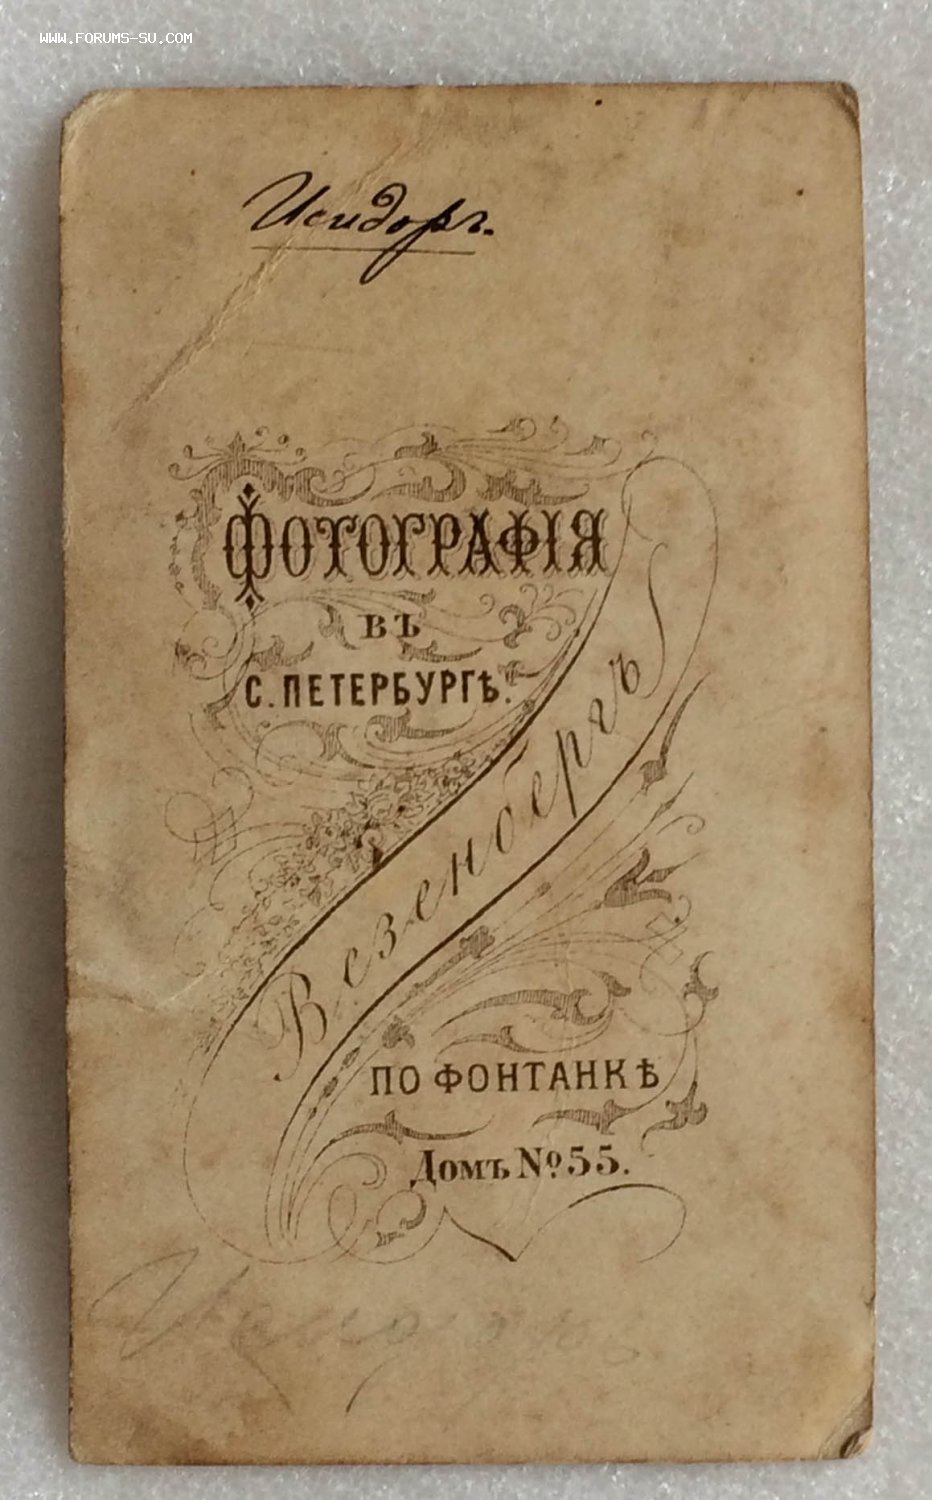 WWW.FORUMS-SU.COM
Исидоръ.
ФОТОГРАФІЯ
ВЪ
С. ПЕТЕРБУРГѢ.
Везенбергъ
ПО ФОНТАНКѢ
Домъ № 55.